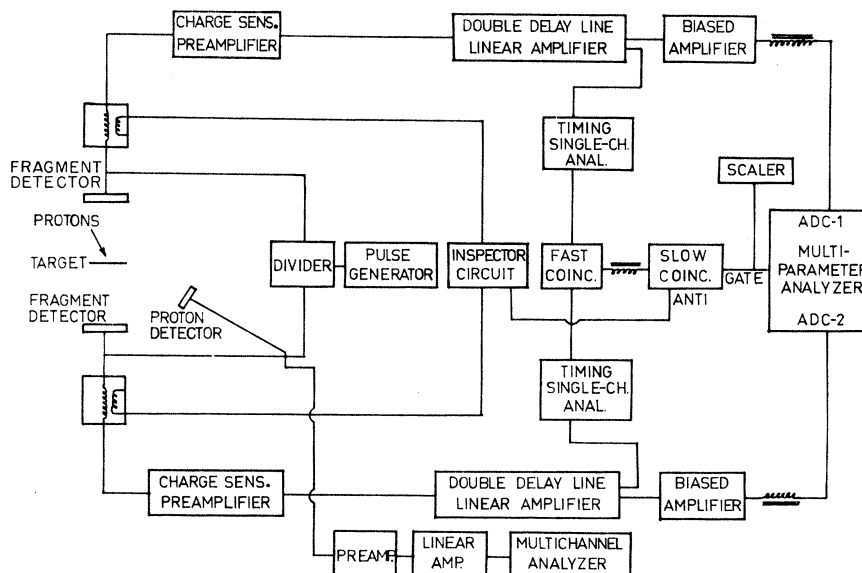 CHARGE SENS.
PREAMPLIFIER
DOUBLE DELAY LINE
LINEAR AMPLIFIER
BIASED
AMPLIFIER
TIMING
SINGLE-CH.
ANAL.
FRAGMENT
DETECTOR
SCALER
PROTONS
TARGET
DIVIDER
PULSE
GENERATOR
INSPECTOR
CIRCUIT
FAST
COINC.
SLOW
COINC.
GATE
ANTI
ADC-1
MULTI-
PARAMETER
ANALYZER
ADC-2
FRAGMENT
DETECTOR
PROTON
DETECTOR
TIMING
SINGLE-CH.
ANAL.
CHARGE SENS.
PREAMPLIFIER
DOUBLE DELAY LINE
LINEAR AMPLIFIER
BIASED
AMPLIFIER
PREAMP.
LINEAR
AMP.
MULTICHANNEL
ANALYZER